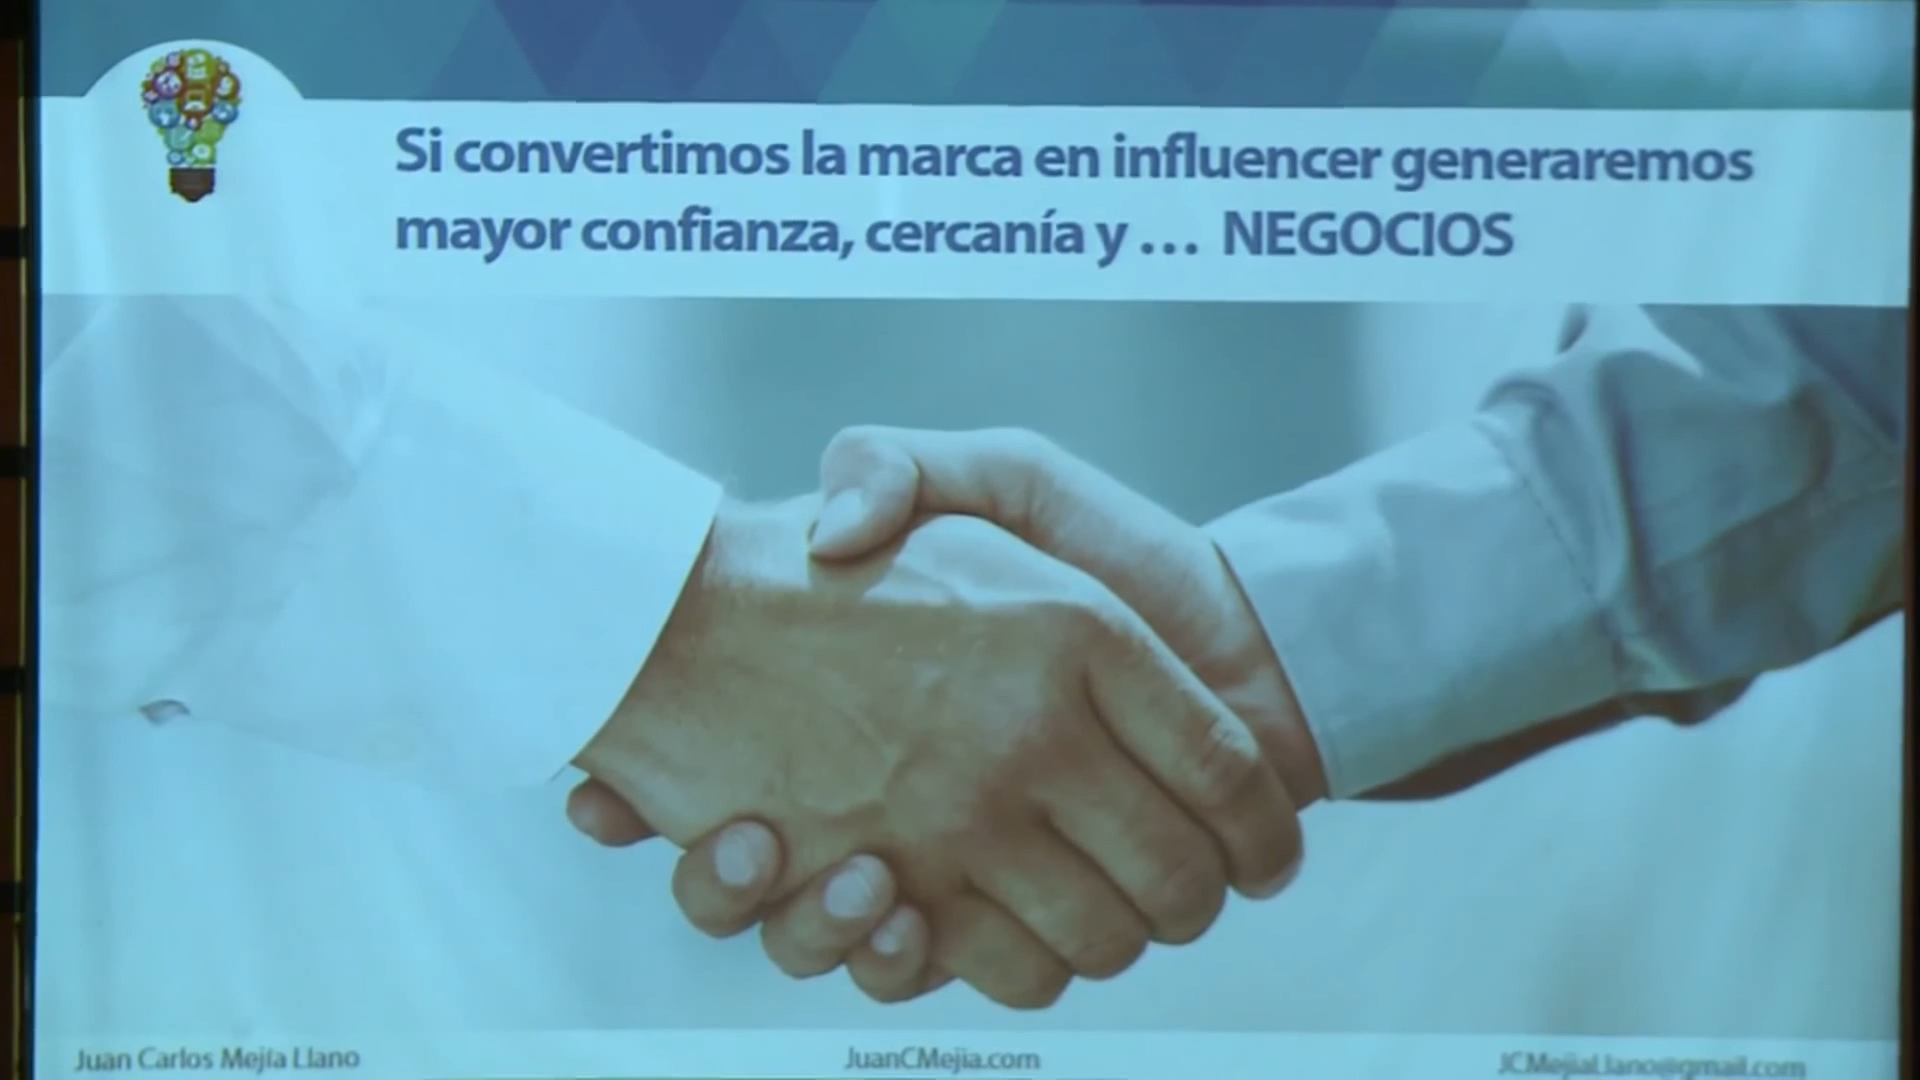 Si convertimos la marca en influencer generaremos
mayor confianza, cercanía y … NEGOCIOS
Juan Carlos Mejía Llano
JuanCMejia.com
JCMejiaLlano@gmail.com